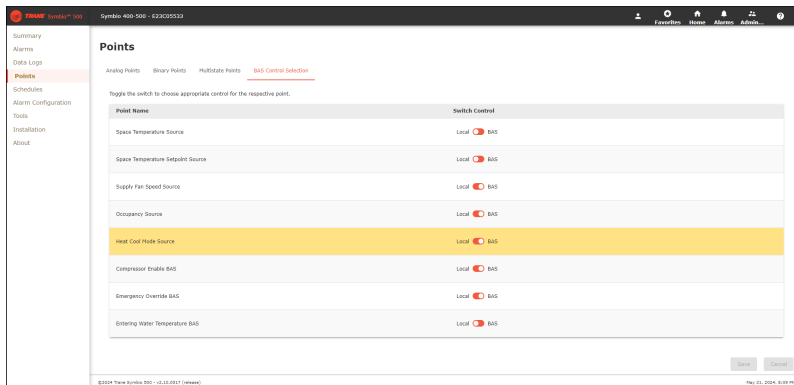 TRANE Symbio™ 500
Symbio 400-500 - E23C05533
Favorites Home Alarms Admin...
Summary
Alarms
Data Logs
Points
Schedules
Alarm Configuration
Tools
Installation
About
Points
Analog Points Binary Points Multistate Points BAS Control Selection
Toggle the switch to choose appropriate control for the respective point.
Point Name Switch Control
Space Temperature Source Local BAS
Space Temperature Setpoint Source Local BAS
Supply Fan Speed Source Local BAS
Occupancy Source Local BAS
Heat Cool Mode Source Local BAS
Compressor Enable BAS Local BAS
Emergency Override BAS Local BAS
Entering Water Temperature BAS Local BAS
Save Cancel
©2024 Trane Symbio 500 - v2.10.0017 (release) May 21, 2024, 8:09 PM